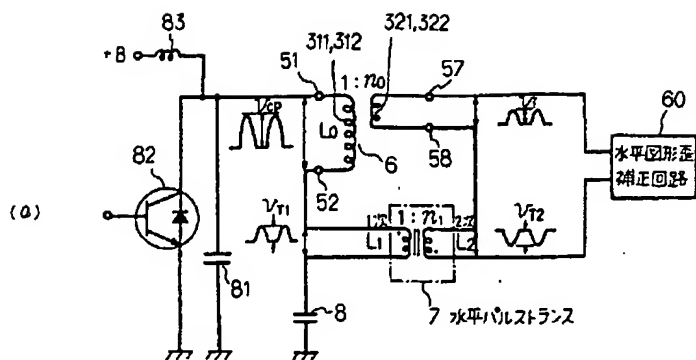 83
+B
311,312
321,322
51
1:n₀
57
60
Vcp
L₀
水平図形歪
補正回路
82
6
58
52
(a)
VT1
1次
1:n₁
2次
VT2
L₁
L₂
81
8
7 水平パルストランス